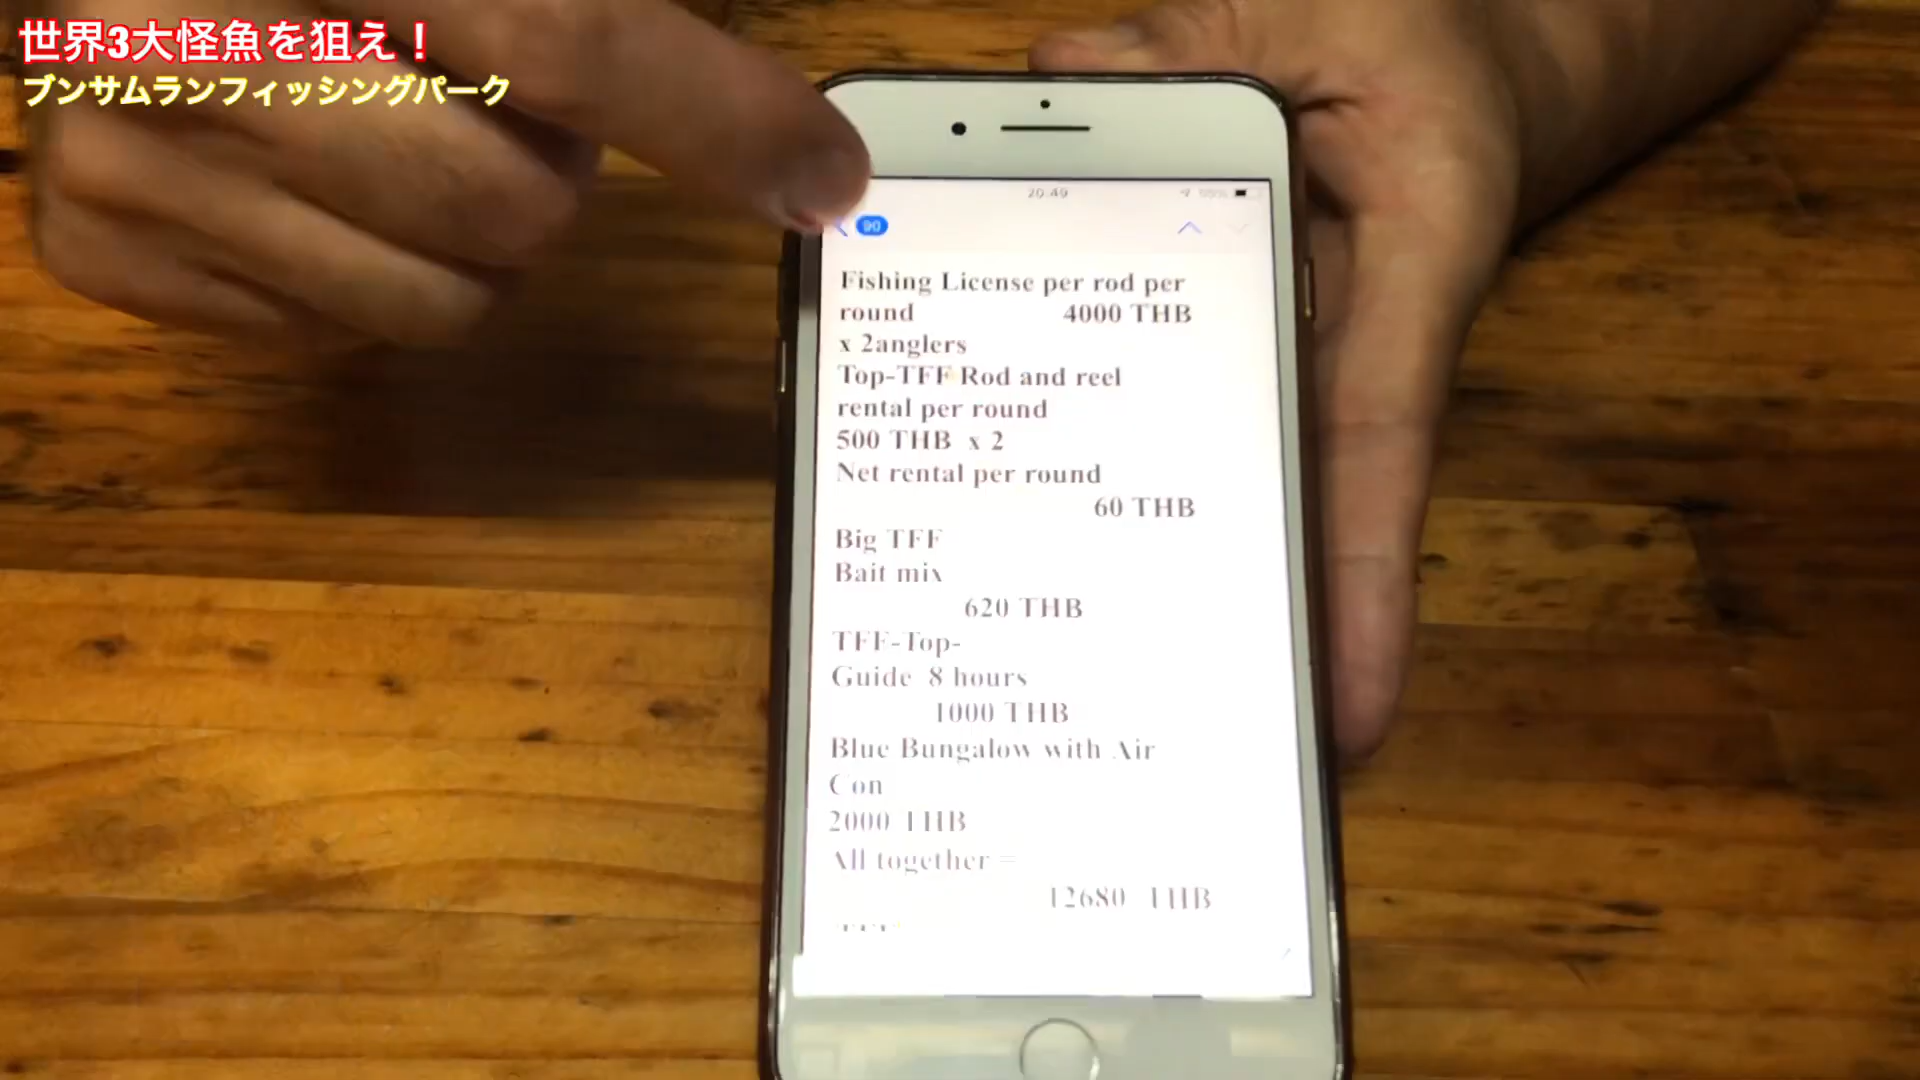 世界3大怪魚を狙え！
ブンサムランフィッシングパーク
20:49
90
Fishing License per rod per
round 4000 THB
x 2anglers
Top-TFF Rod and reel
rental per round
500 THB x 2
Net rental per round
60 THB
Big TFF
Bait mix
620 THB
TFF-Top-
Guide 8 hours
1000 THB
Blue Bungalow with Air
Con
2000 THB
All together =
12680 THB